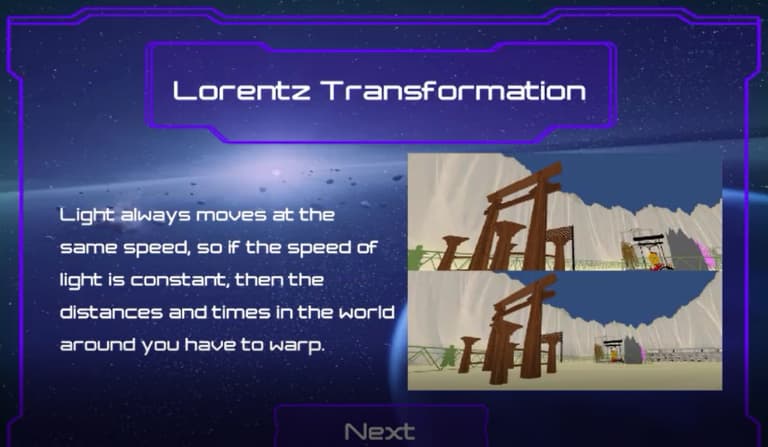 Lorentz Transformation
Light always moves at the
same speed, so if the speed of
light is constant, then the
distances and times in the world
around you have to warp.
Next